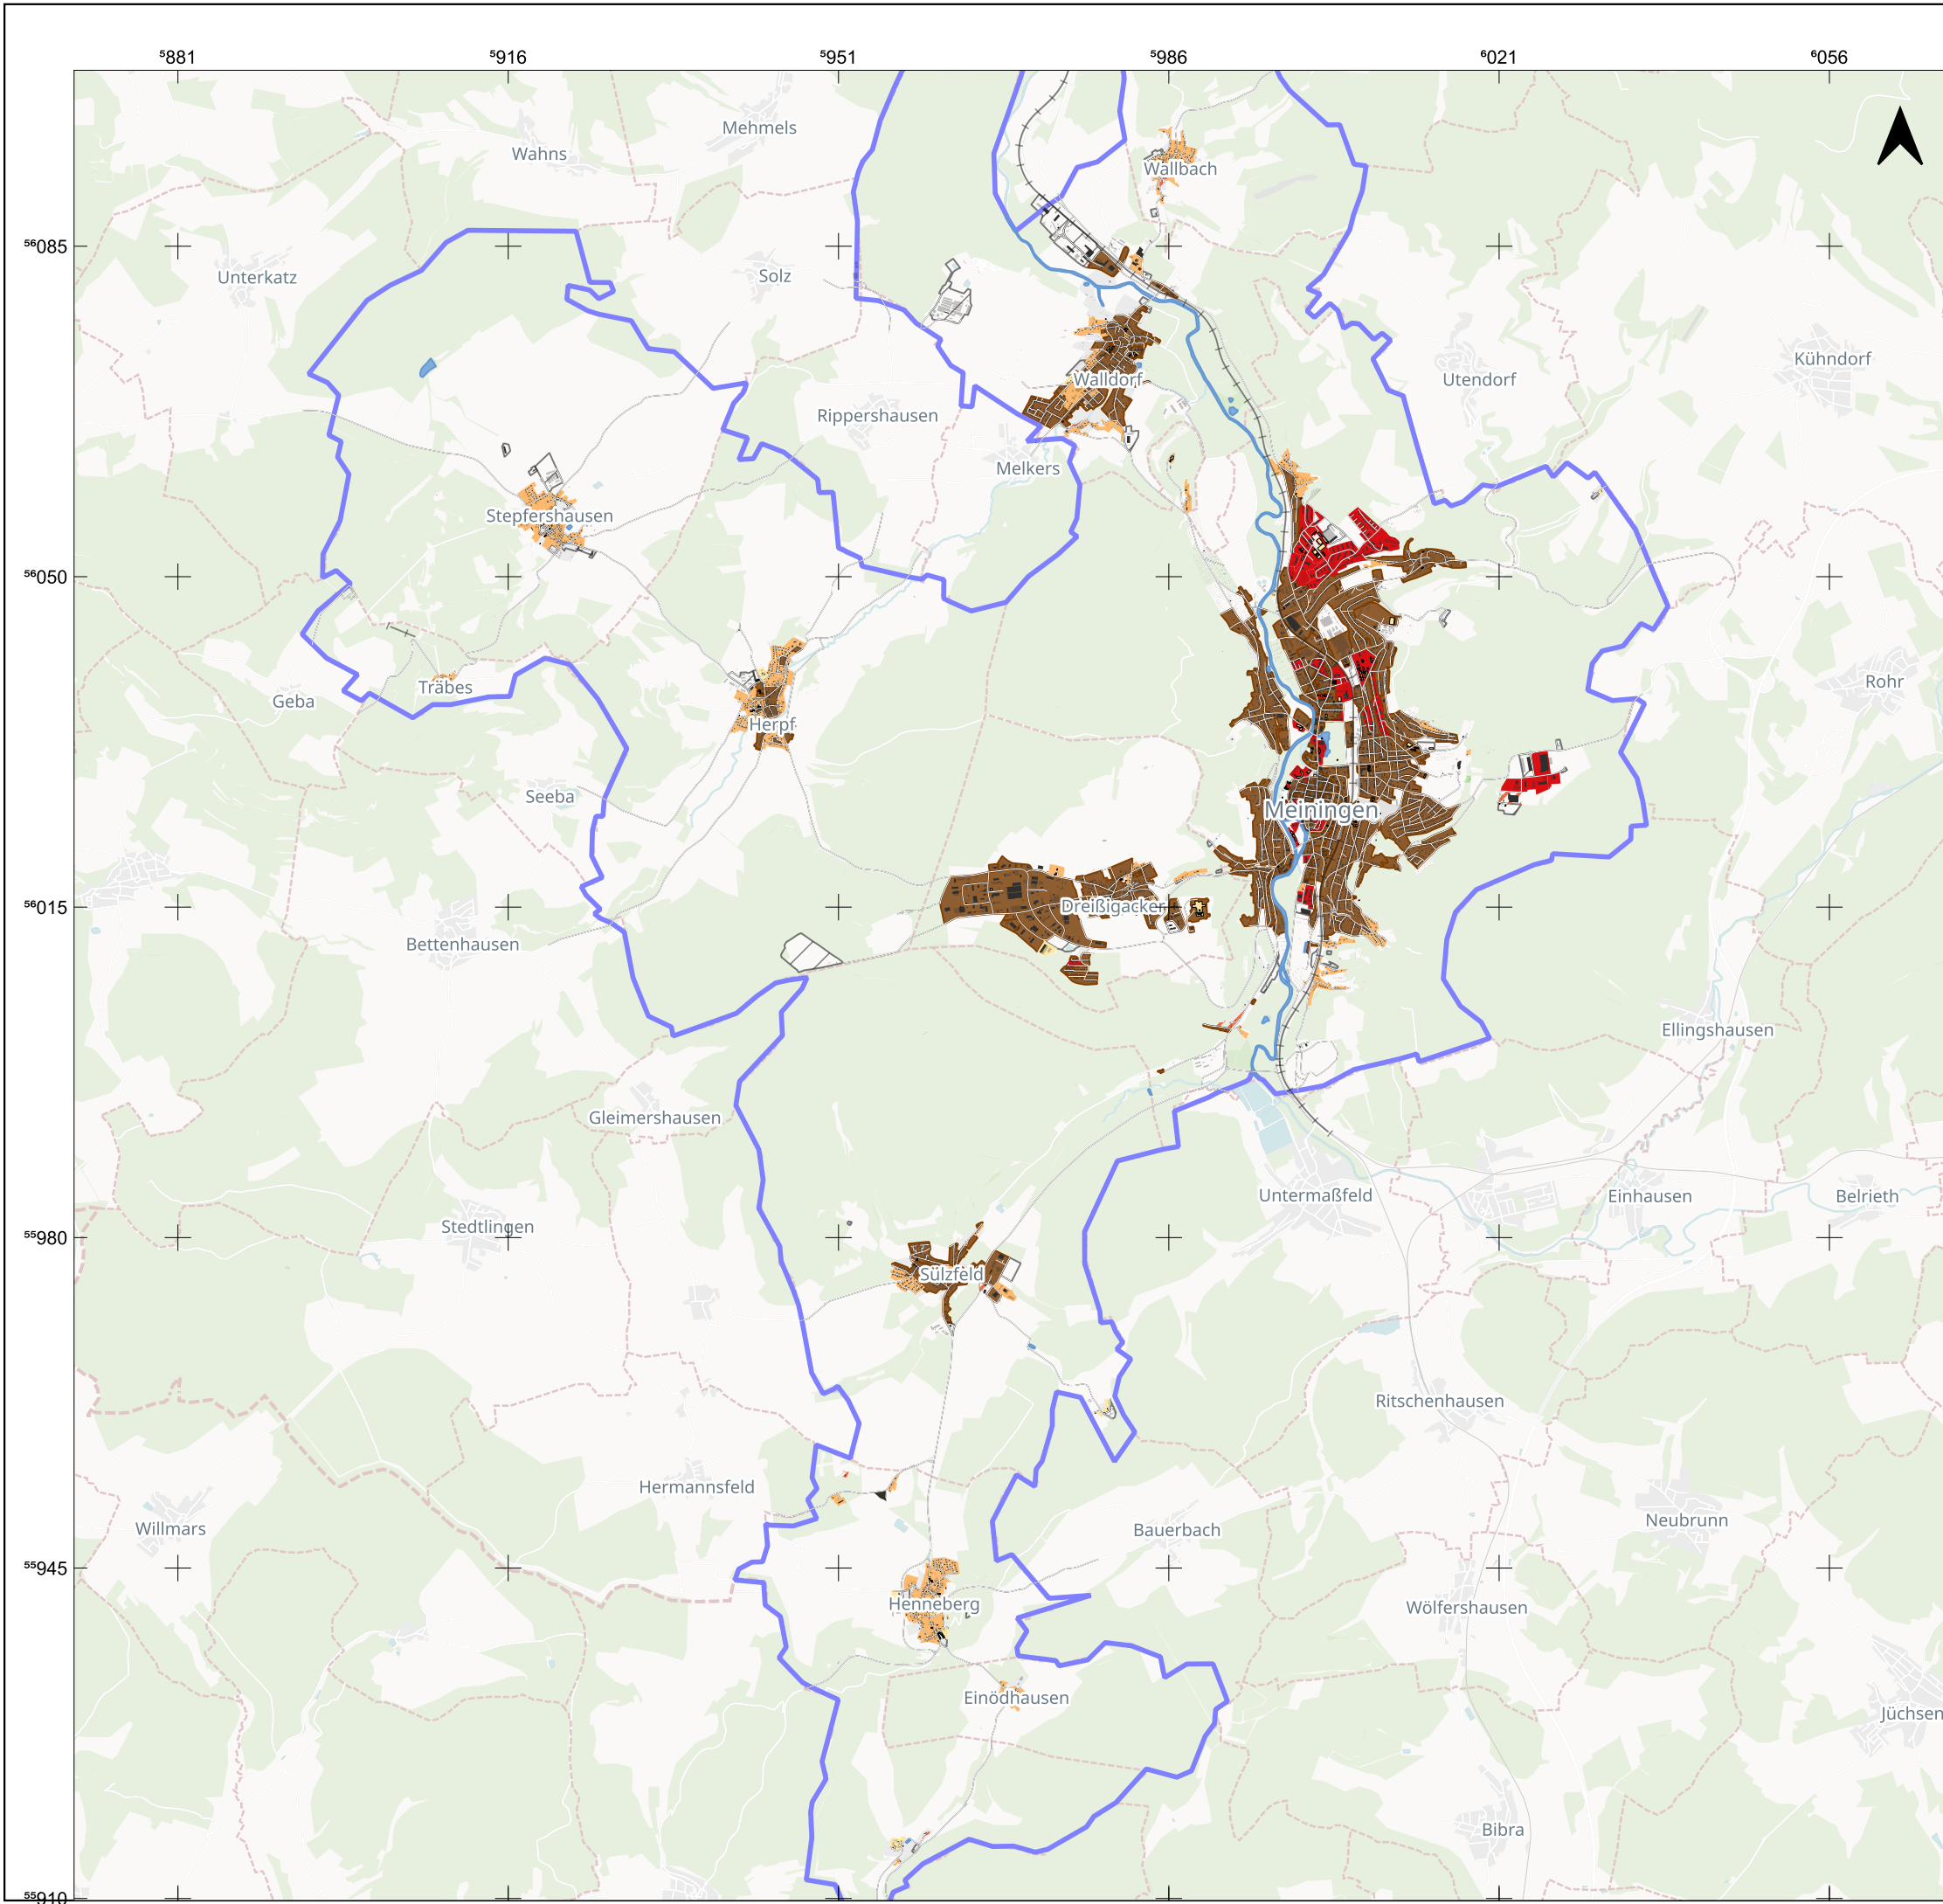 5881 5916 5951 5986 6021 6056
Mehmels
Wahns
Wallbach
56085
Unterkatz
Solz
Kühndorf
Walldorf
Utendorf
Rippershausen
Melkers
Stepfershausen
56050
Träbes
Geba
Rohr
Herpf
Seeba
Meiningen
56015
Dreißigacker
Bettenhausen
Ellingshausen
Gleimershausen
Untermaßfeld
Einhausen
Belrieth
Stedtlingen
55980
Sülzfeld
Ritschenhausen
Hermannsfeld
Willmars
Bauerbach
Neubrunn
55945
Henneberg
Wölfershausen
Einödhausen
Jüchsen
Bibra
55910